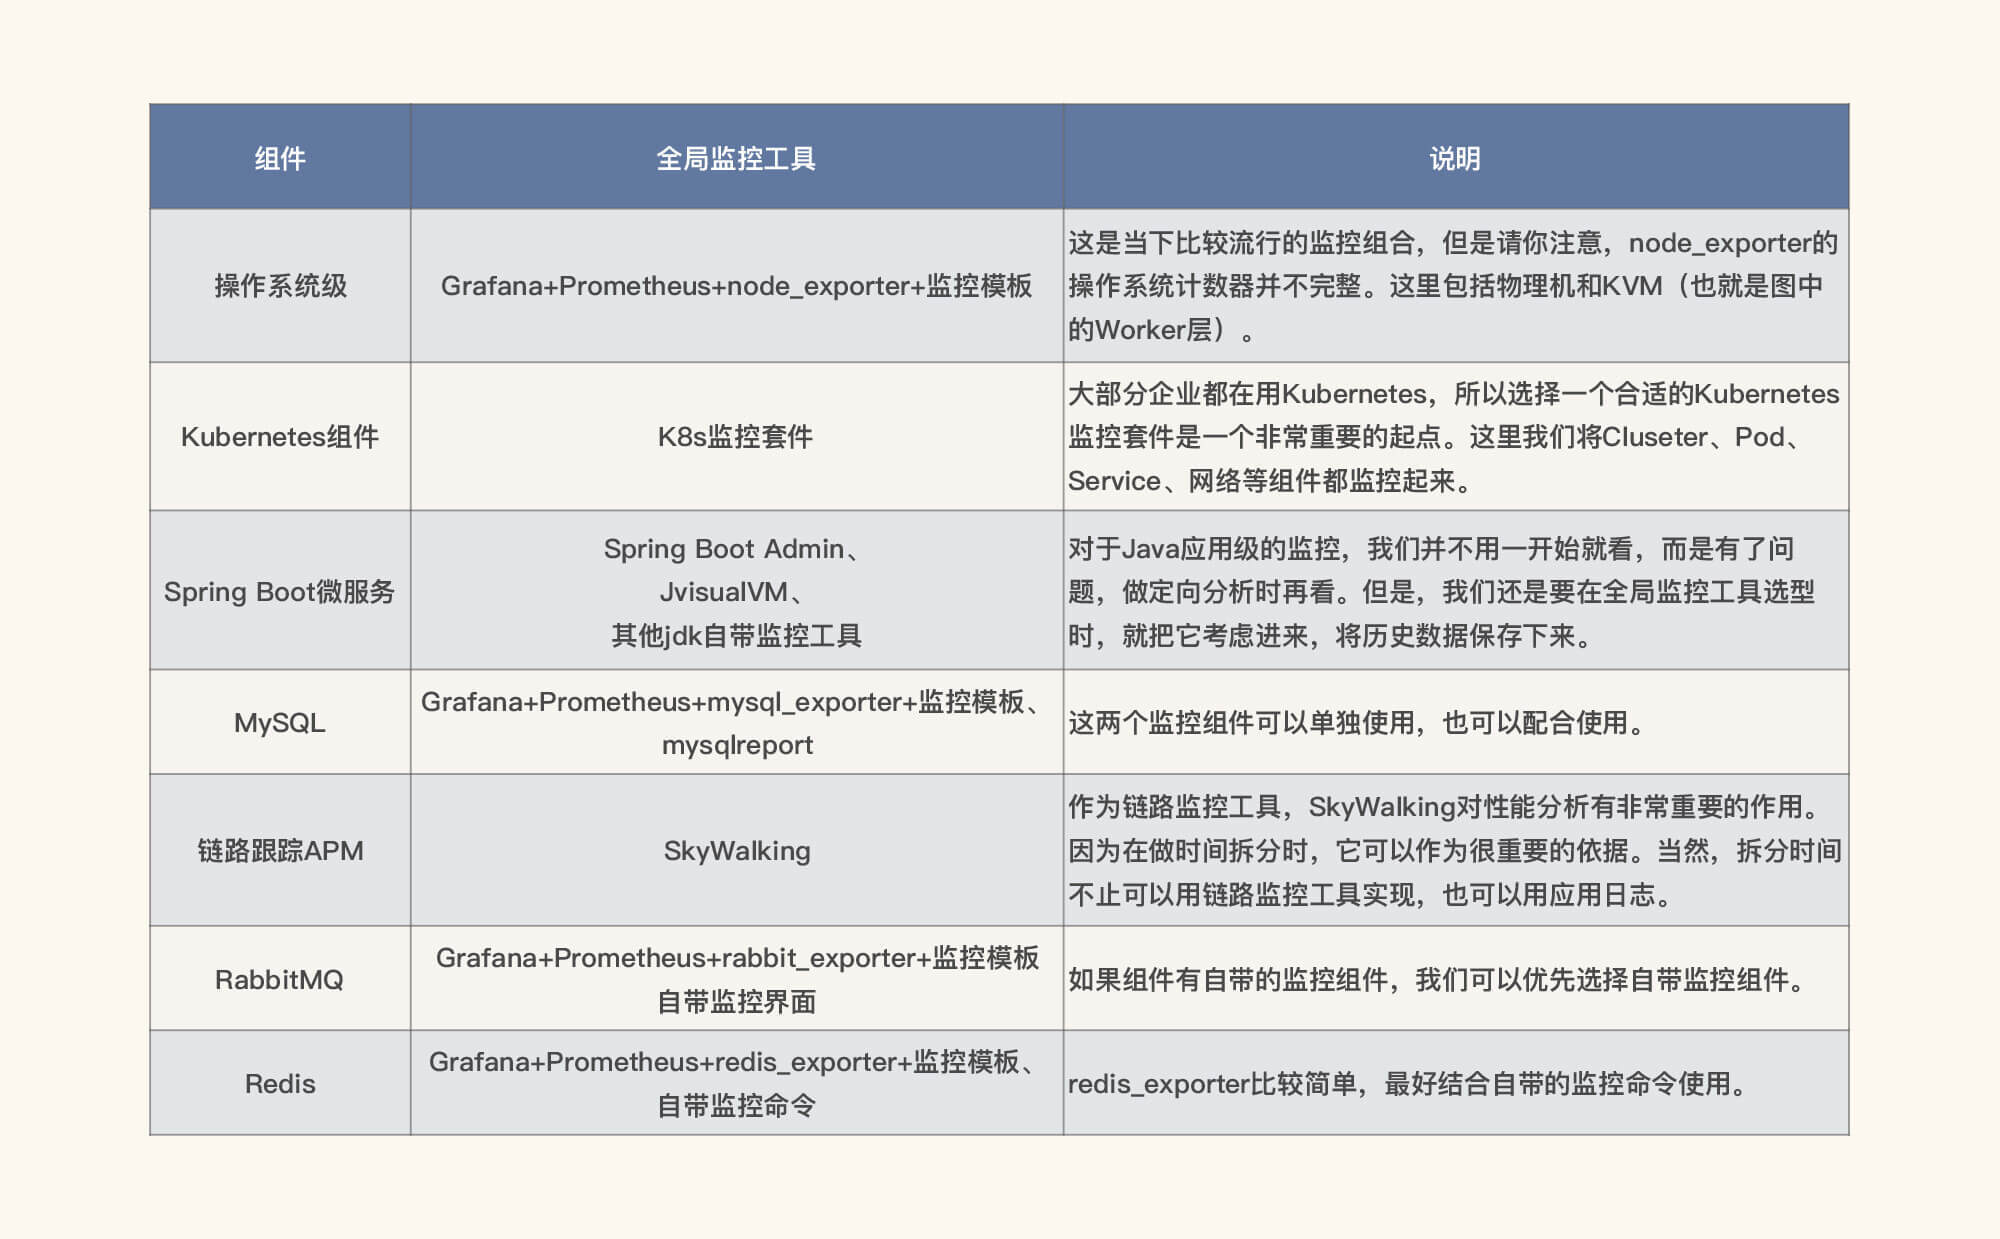 组件
全局监控工具
说明
操作系统级
Grafana+Prometheus+node_exporter+监控模板
这是当下比较流行的监控组合，但是请你注意，node_exporter的
操作系统计数器并不完整。这里包括物理机和KVM（也就是图中
的Worker层）。
Kubernetes组件
K8s监控套件
大部分企业都在用Kubernetes，所以选择一个合适的Kubernetes
监控套件是一个非常重要的起点。这里我们将Cluseter、Pod、
Service、网络等组件都监控起来。
Spring Boot微服务
Spring Boot Admin、
JvisualVM、
其他jdk自带监控工具
对于Java应用级的监控，我们并不用一开始就看，而是有了问
题，做定向分析时再看。但是，我们还是要在全局监控工具选型
时，就把它考虑进来，将历史数据保存下来。
MySQL
Grafana+Prometheus+mysql_exporter+监控模板、
mysqlreport
这两个监控组件可以单独使用，也可以配合使用。
链路跟踪APM
SkyWalking
作为链路监控工具，SkyWalking对性能分析有非常重要的作用。
因为在做时间拆分时，它可以作为很重要的依据。当然，拆分时间
不止可以用链路监控工具实现，也可以用应用日志。
RabbitMQ
Grafana+Prometheus+rabbit_exporter+监控模板
自带监控界面
如果组件有自带的监控组件，我们可以优先选择自带监控组件。
Redis
Grafana+Prometheus+redis_exporter+监控模板、
自带监控命令
redis_exporter比较简单，最好结合自带的监控命令使用。